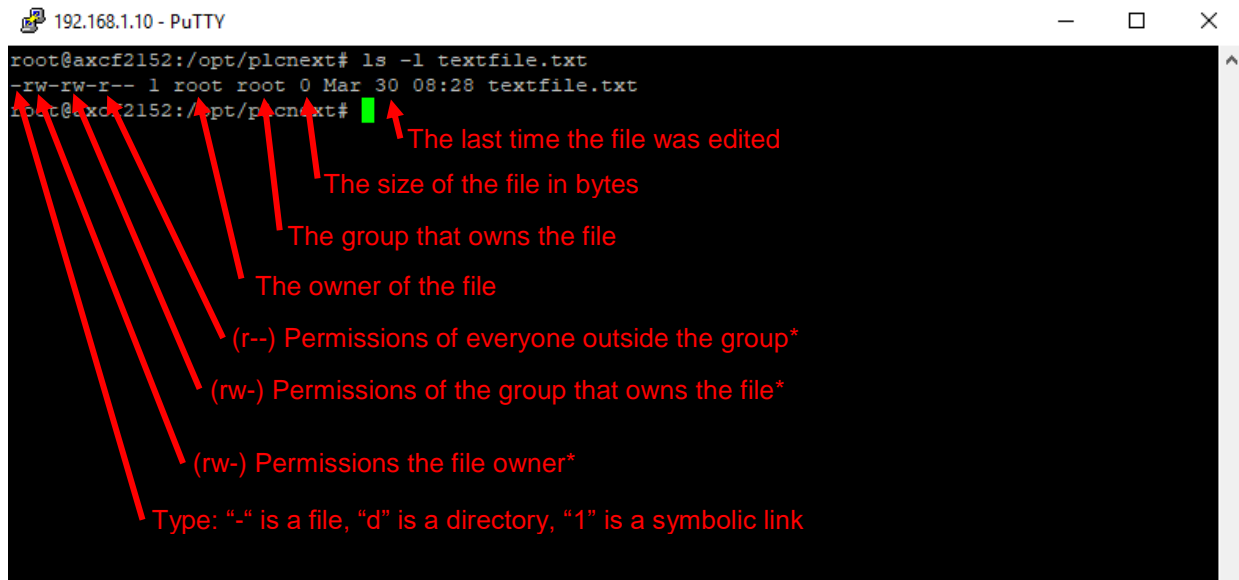 192.168.1.10 - PuTTY
root@axcf2152:/opt/plcnext# ls -l textfile.txt
-rw-rw-r-- 1 root root 0 Mar 30 08:28 textfile.txt
root@axcf2152:/opt/plcnext#
The last time the file was edited
The size of the file in bytes
The group that owns the file
The owner of the file
(r--) Permissions of everyone outside the group*
(rw-) Permissions of the group that owns the file*
(rw-) Permissions the file owner*
Type: “-“ is a file, “d” is a directory, “1” is a symbolic link